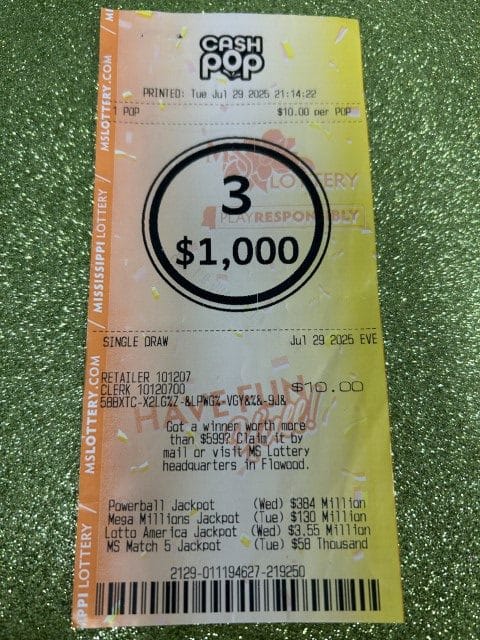 CASH
POP
PRINTED: Tue Jul 29 2025 21:14:22
1 POP $10.00 per POP
MS LOTTERY
PLAY RESPONSIBLY
3
$1,000
SINGLE DRAW Jul 29 2025 EVE
RETAILER 101207
CLERK 10120700 $10.00
HAVE FUN
Got a winner worth more
than $599? Claim it by
mail or visit MS Lottery
headquarters in Flowood.
Powerball Jackpot (Wed) $384 Million
Mega Millions Jackpot (Tue) $130 Million
Lotto America Jackpot (Wed) $3.55 Million
MS Match 5 Jackpot (Tue) $58 Thousand
2129-011194627-219250
MISSISSIPPI LOTTERY / MSLOTTERY.COM / M
PPI LOTTERY / MSLOTTERY.COM /